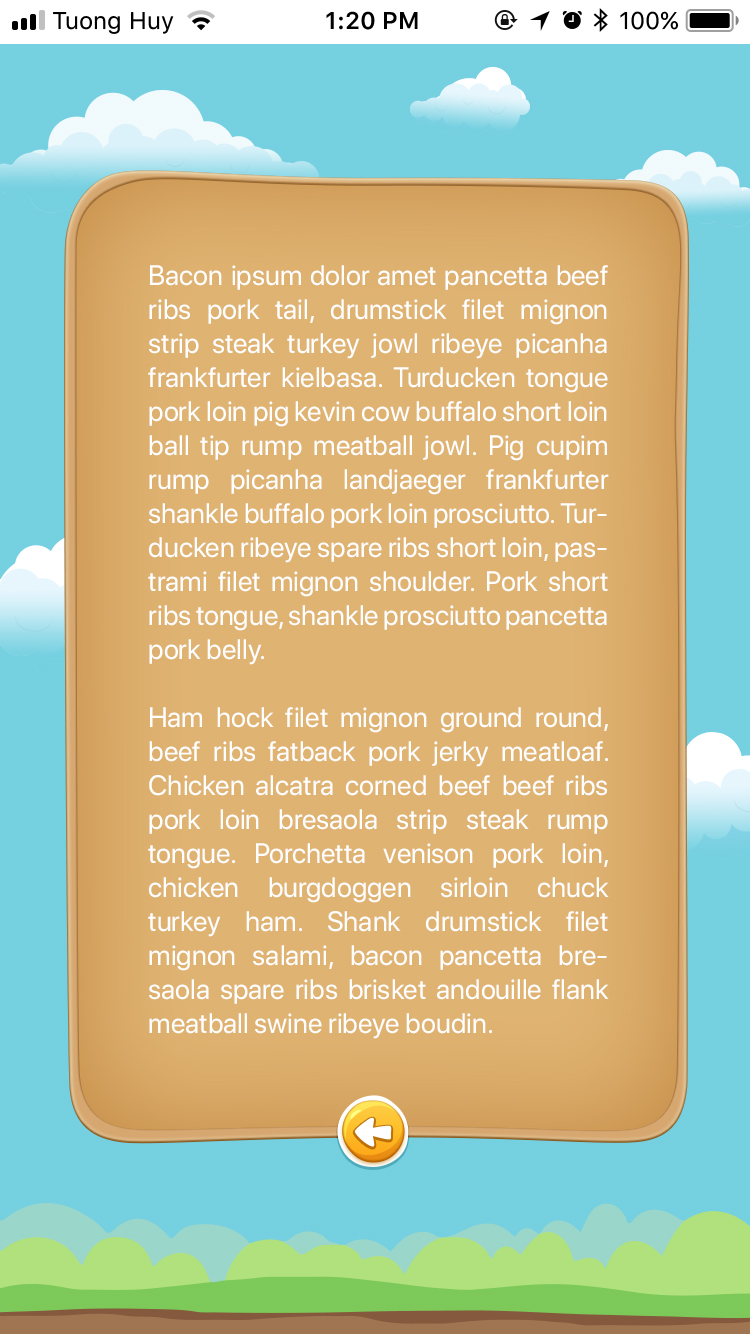 Tuong Huy 1:20 PM 100%
Bacon ipsum dolor amet pancetta beef
ribs pork tail, drumstick filet mignon
strip steak turkey jowl ribeye picanha
frankfurter kielbasa. Turducken tongue
pork loin pig kevin cow buffalo short loin
ball tip rump meatball jowl. Pig cupim
rump picanha landjaeger frankfurter
shankle buffalo pork loin prosciutto. Tur-
ducken ribeye spare ribs short loin, pas-
trami filet mignon shoulder. Pork short
ribs tongue, shankle prosciutto pancetta
pork belly.
Ham hock filet mignon ground round,
beef ribs fatback pork jerky meatloaf.
Chicken alcatra corned beef beef ribs
pork loin bresaola strip steak rump
tongue. Porchetta venison pork loin,
chicken burgdoggen sirloin chuck
turkey ham. Shank drumstick filet
mignon salami, bacon pancetta bre-
saola spare ribs brisket andouille flank
meatball swine ribeye boudin.